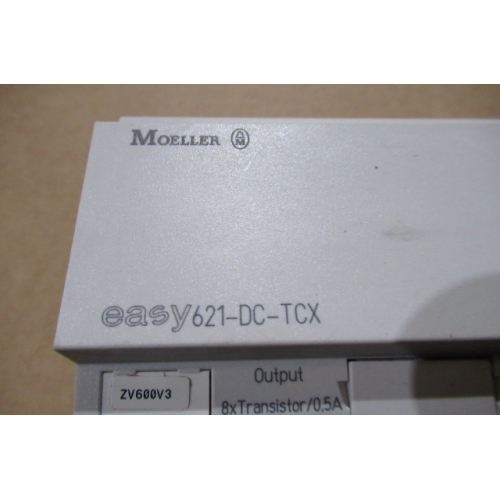 MOELLER
easy621-DC-TCX
Output
ZV600V3
8xTransistor/0,5A